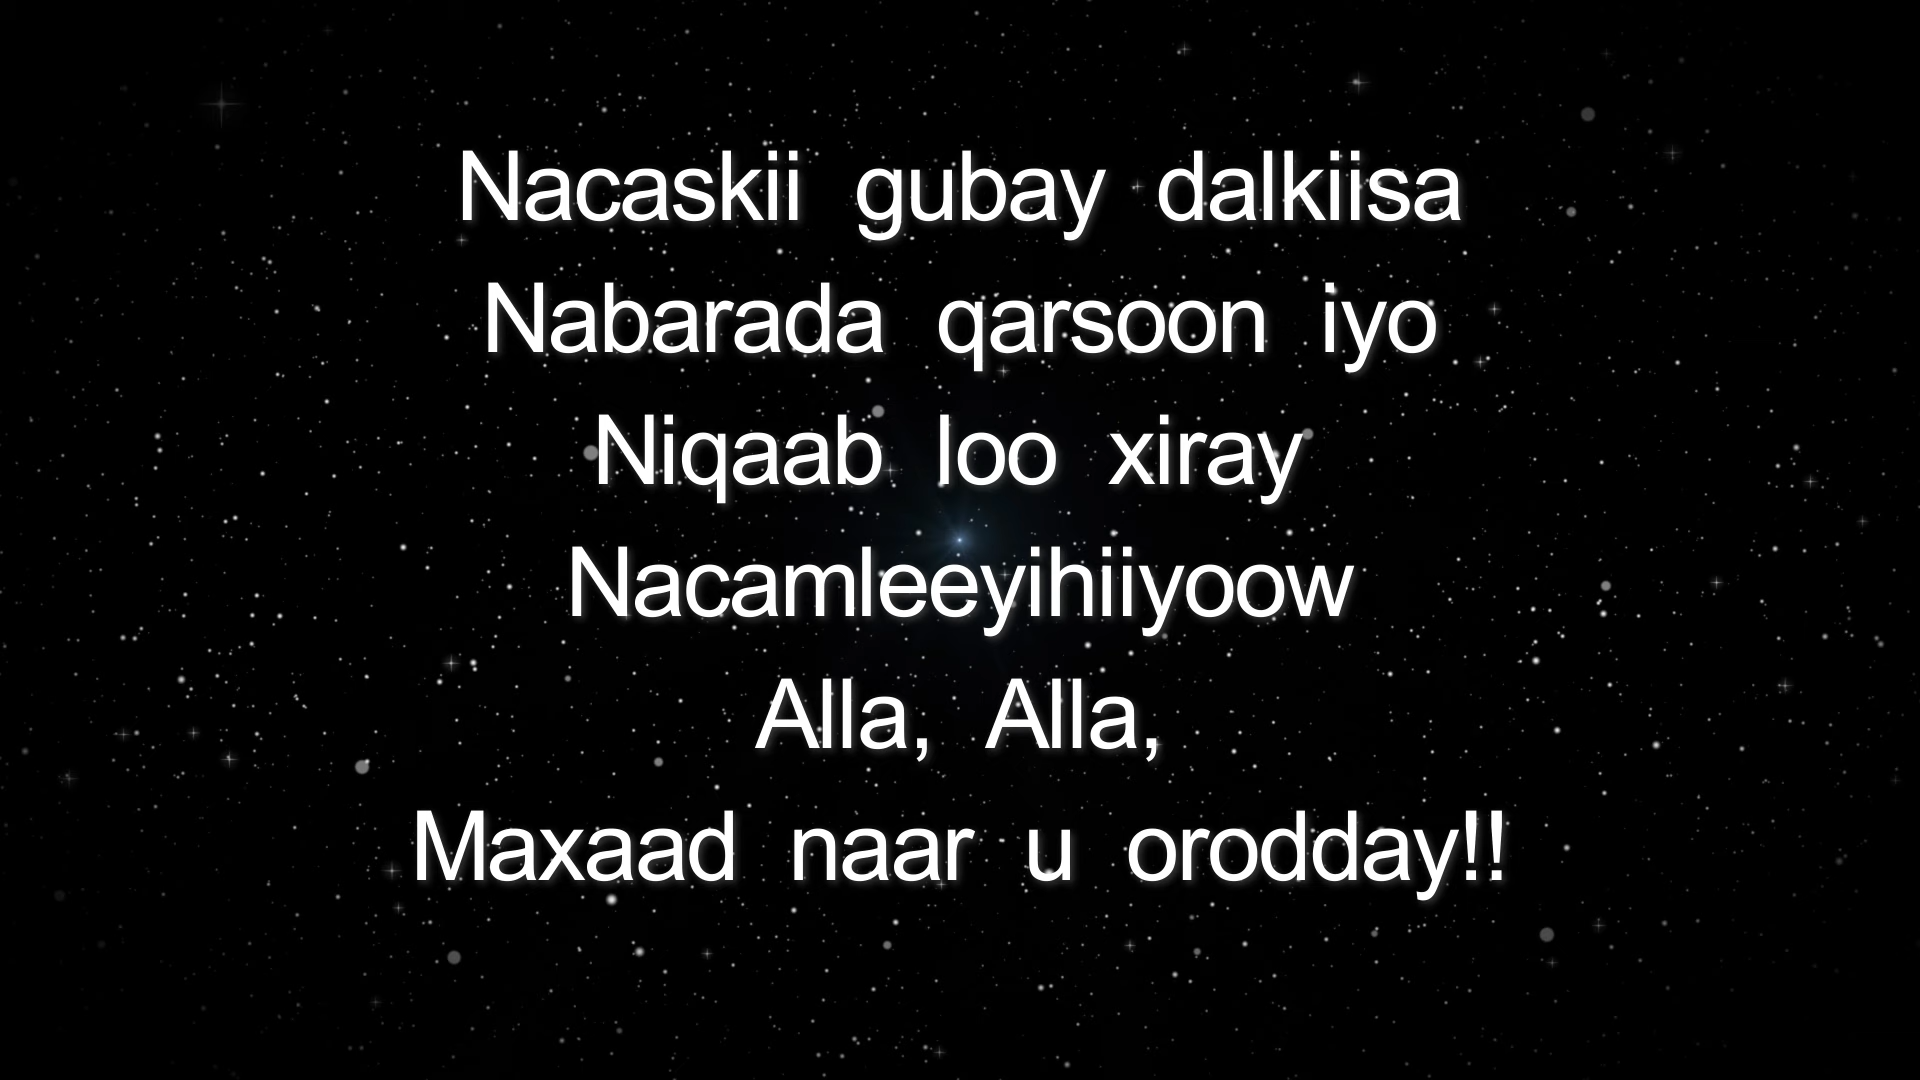 Nacaskii gubay dalkiisa
Nabarada qarsoon iyo
Niqaab loo xiray
Nacamleeyihiiyoow
Alla, Alla,
Maxaad naar u orodday!!